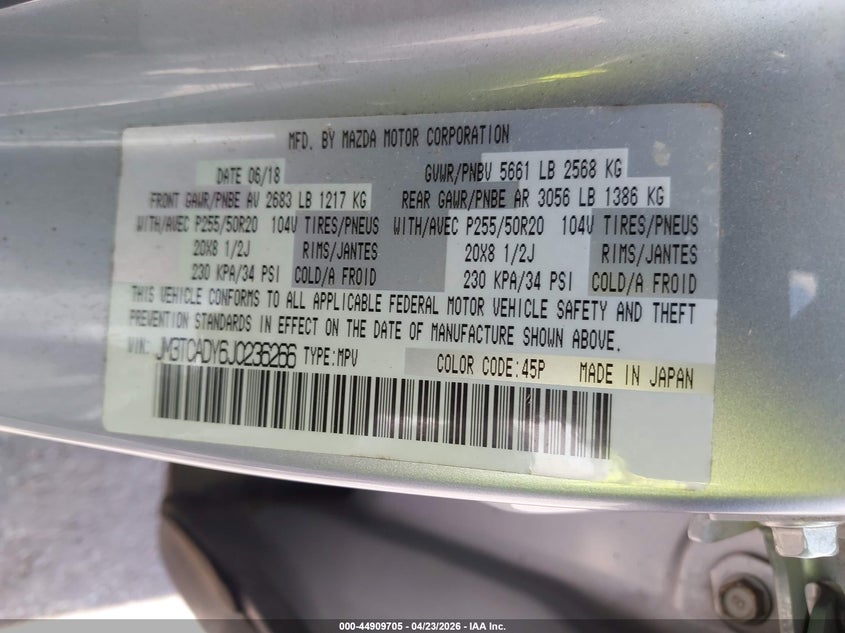 MFD. BY MAZDA MOTOR CORPORATION
DATE 06/18 GVWR/PNBV 5661 LB 2568 KG
FRONT GAWR/PNBE AV 2683 LB 1217 KG REAR GAWR/PNBE AR 3056 LB 1386 KG
WITH/AVEC P255/50R20 104V TIRES/PNEUS WITH/AVEC P255/50R20 104V TIRES/PNEUS
20X8 1/2J RIMS/JANTES 20X8 1/2J RIMS/JANTES
230 KPA/34 PSI COLD/A FROID 230 KPA/34 PSI COLD/A FROID
THIS VEHICLE CONFORMS TO ALL APPLICABLE FEDERAL MOTOR VEHICLE SAFETY AND THEFT
PREVENTION STANDARDS IN EFFECT ON THE DATE OF MANUFACTURE SHOWN ABOVE.
VIN: JM3TCADY6J0236266 TYPE:MPV COLOR CODE:45P MADE IN JAPAN
000-44909705 - 04/23/2026 - IAA Inc.